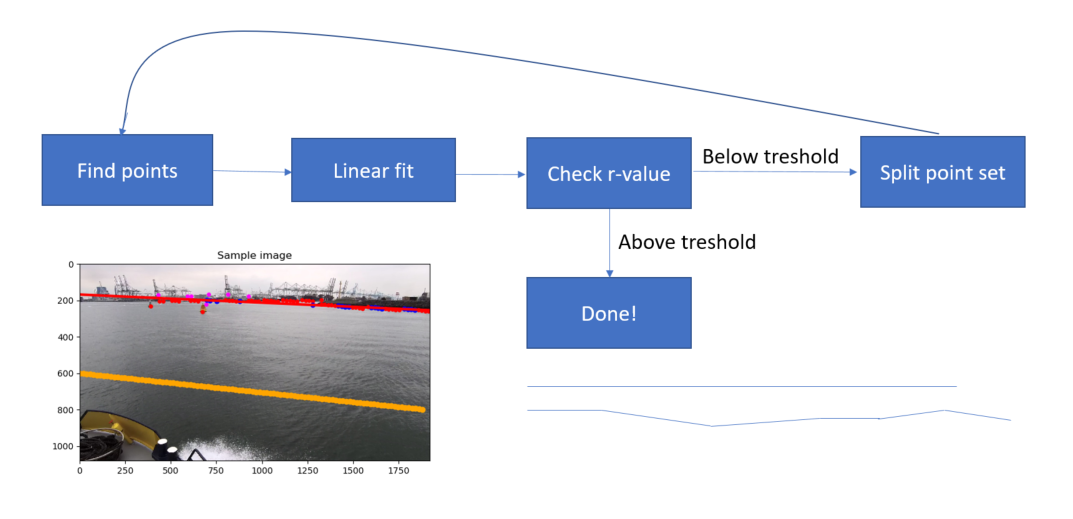 Find points
Linear fit
Check r-value
Below treshold
Split point set
Above treshold
Done!
Sample image
0
200
400
600
800
1000
0
250
500
750
1000
1250
1500
1750